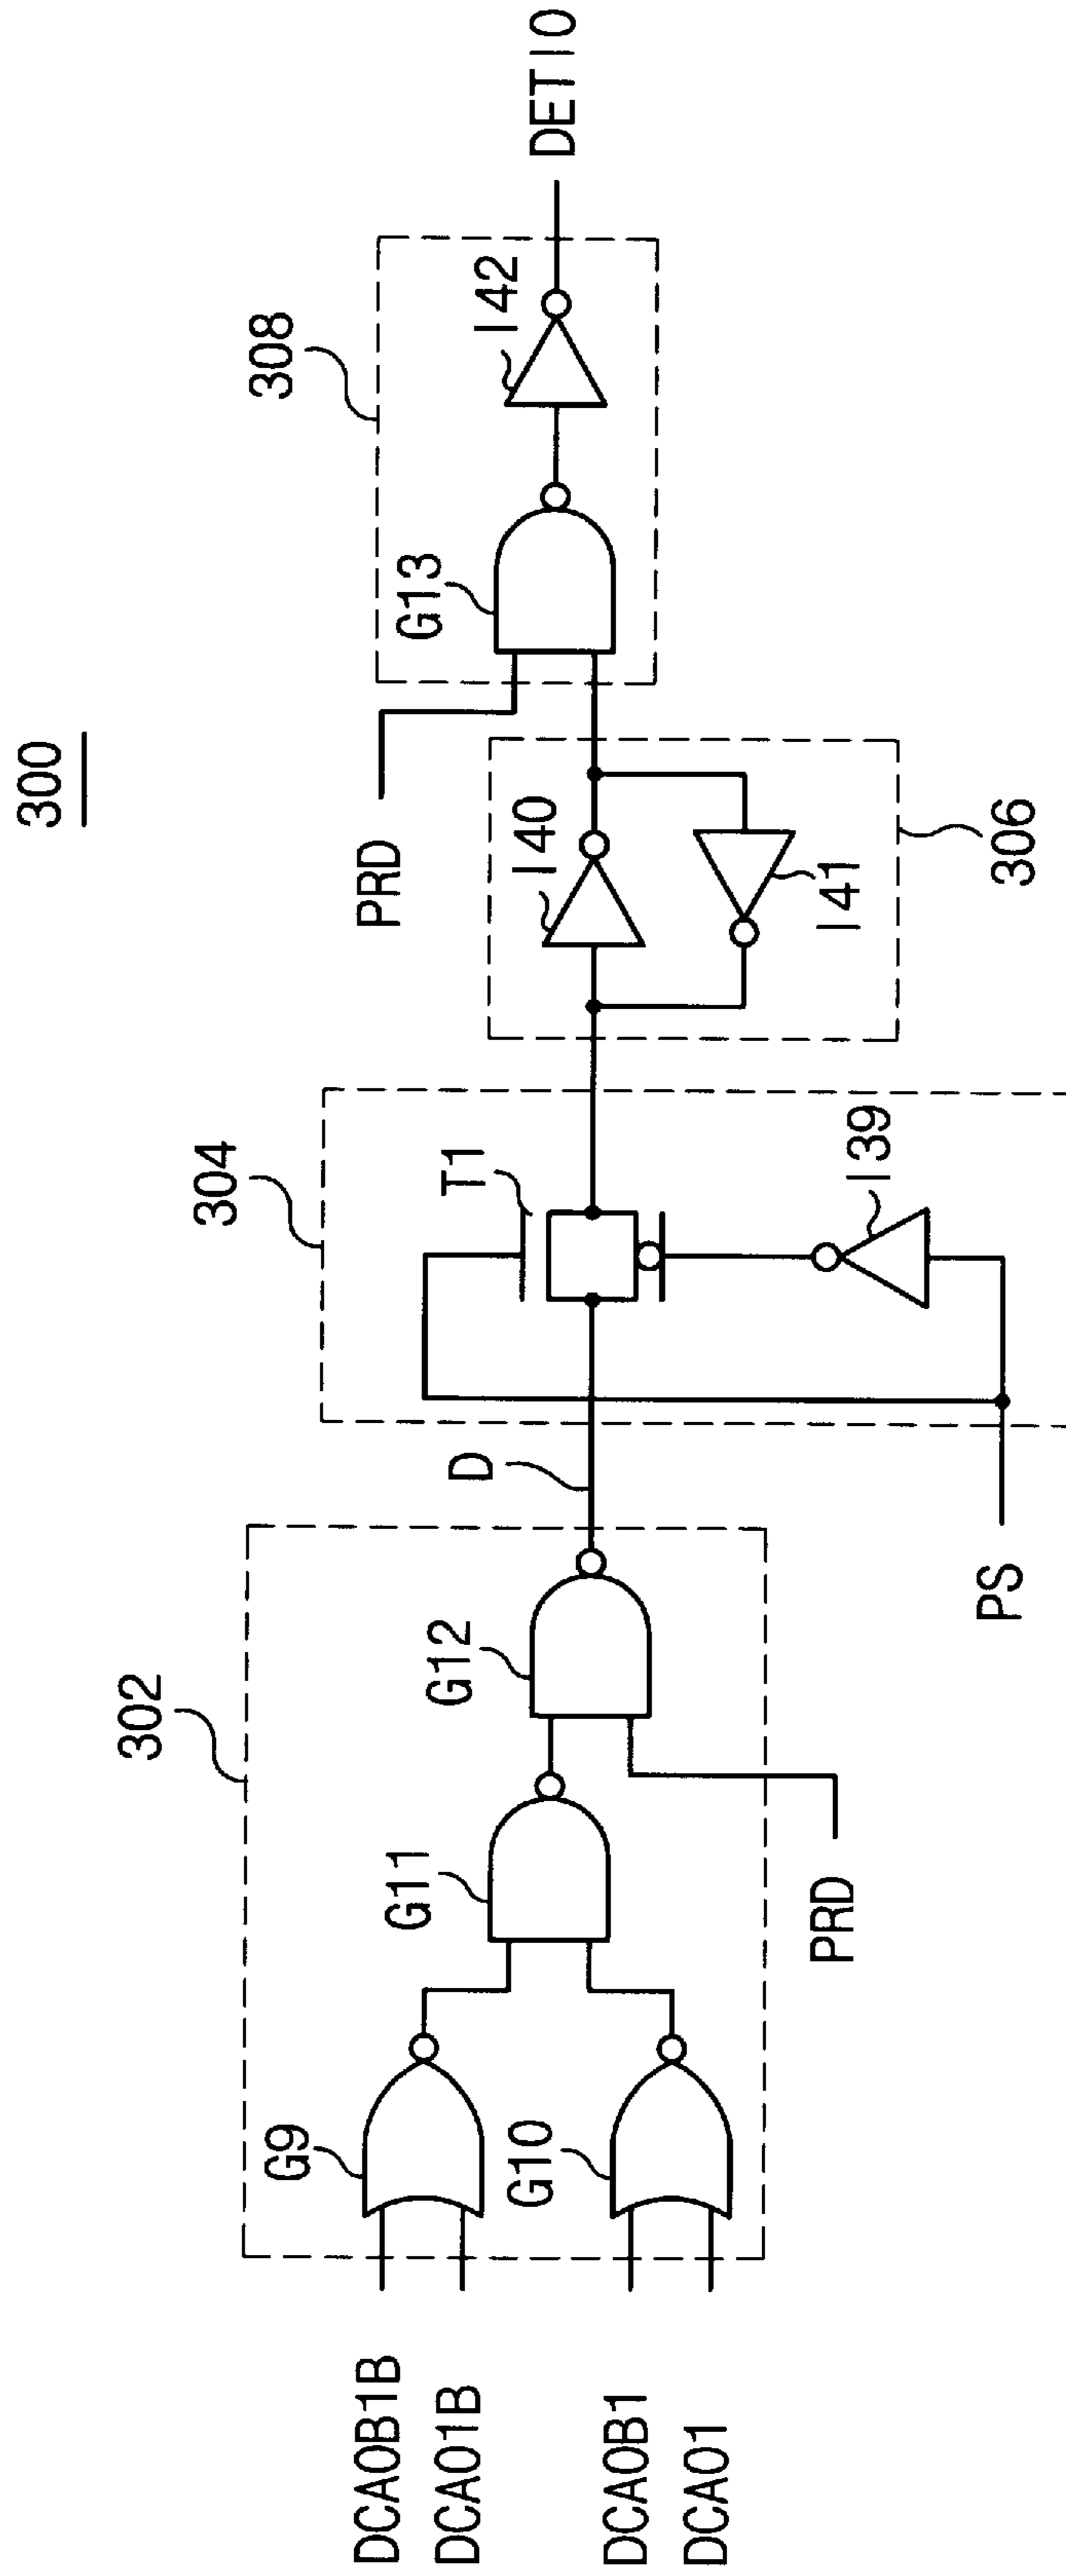 300
302
304
308
G9
G10
G11
G12
D
T1
I39
I40
I41
306
G13
I42
DETIO
PRD
PRD
PS
DCA0B1B
DCA01B
DCA0B1
DCA01